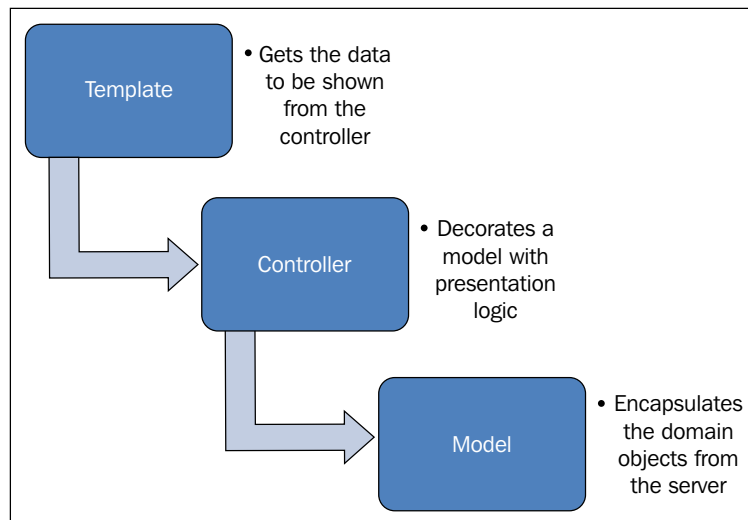 Template
• Gets the data
to be shown
from the
controller
Controller
• Decorates a
model with
presentation
logic
Model
• Encapsulates
the domain
objects from
the server